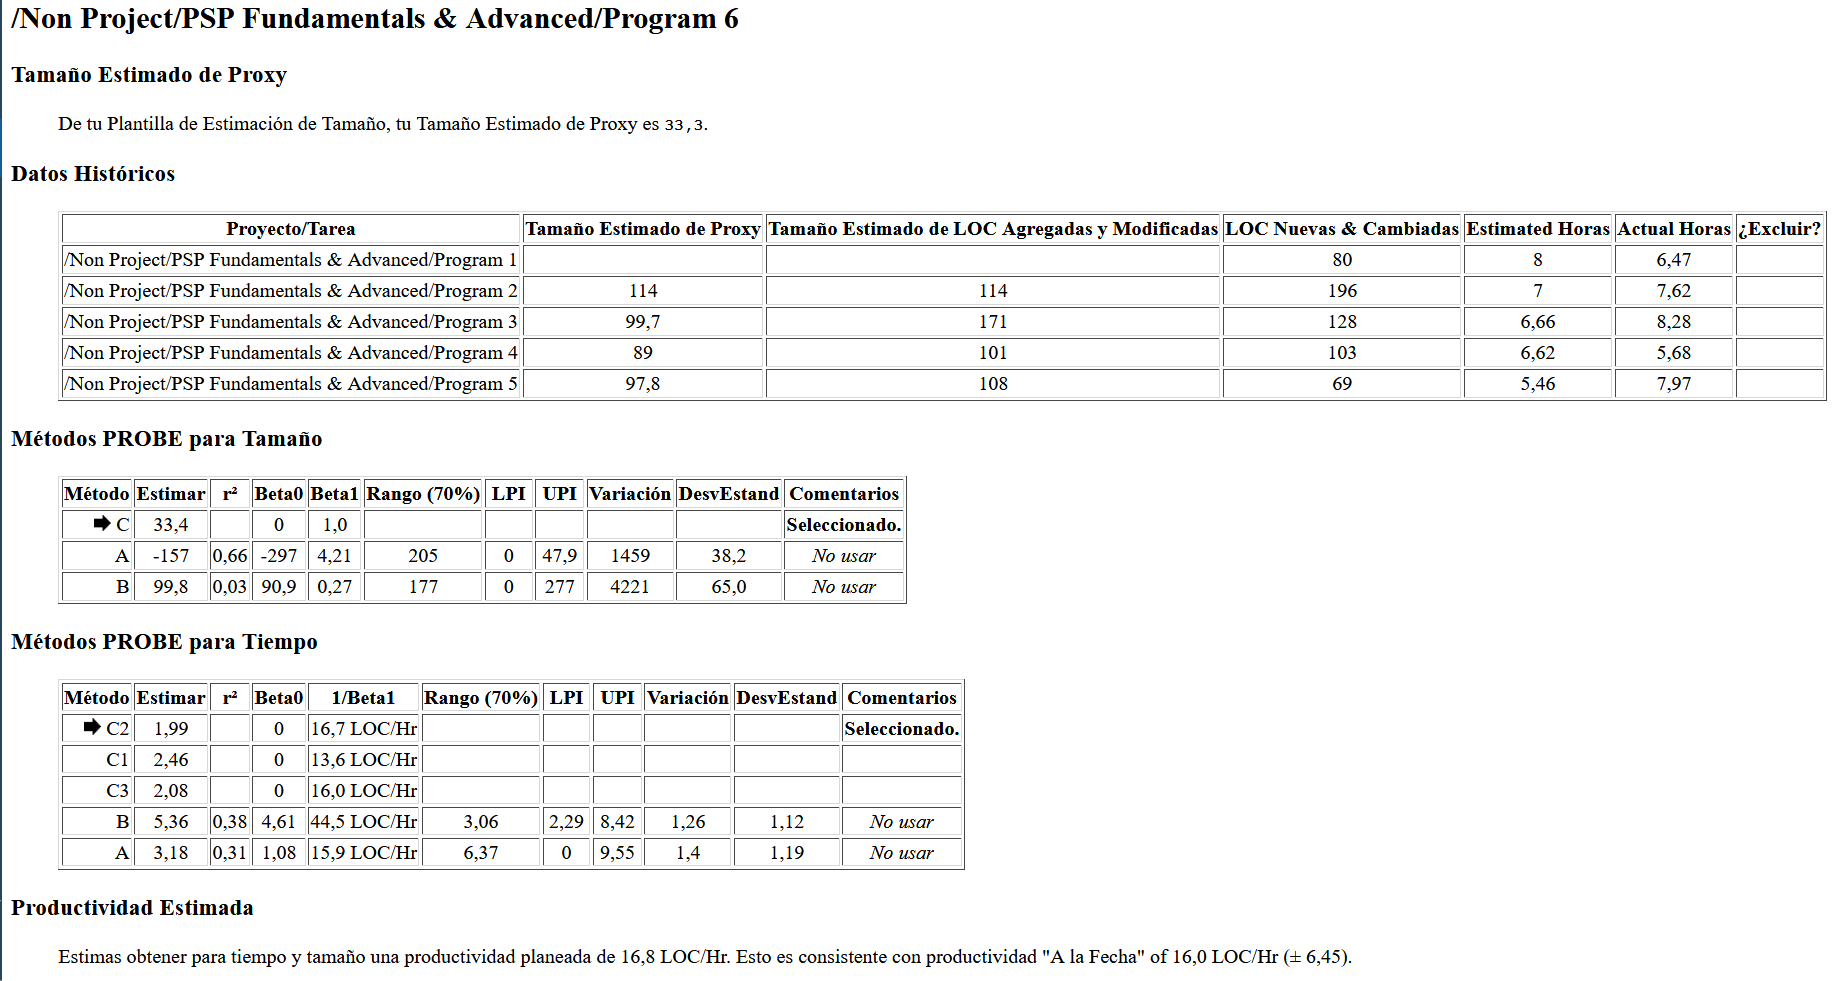 /Non Project/PSP Fundamentals & Advanced/Program 6
Tamaño Estimado de Proxy
De tu Plantilla de Estimación de Tamaño, tu Tamaño Estimado de Proxy es 33,3.
Datos Históricos
Proyecto/Tarea Tamaño Estimado de Proxy Tamaño Estimado de LOC Agregadas y Modificadas LOC Nuevas & Cambiadas Estimated Horas Actual Horas ¿Excluir?
/Non Project/PSP Fundamentals & Advanced/Program 1 80 8 6,47
/Non Project/PSP Fundamentals & Advanced/Program 2 114 114 196 7 7,62
/Non Project/PSP Fundamentals & Advanced/Program 3 99,7 171 128 6,66 8,28
/Non Project/PSP Fundamentals & Advanced/Program 4 89 101 103 6,62 5,68
/Non Project/PSP Fundamentals & Advanced/Program 5 97,8 108 69 5,46 7,97
Métodos PROBE para Tamaño
Método Estimar r² Beta0 Beta1 Rango (70%) LPI UPI Variación DesvEstand Comentarios
C 33,4 0 1,0 Seleccionado.
A -157 0,66 -297 4,21 205 0 47,9 1459 38,2 No usar
B 99,8 0,03 90,9 0,27 177 0 277 4221 65,0 No usar
Métodos PROBE para Tiempo
Método Estimar r² Beta0 1/Beta1 Rango (70%) LPI UPI Variación DesvEstand Comentarios
C2 1,99 0 16,7 LOC/Hr Seleccionado.
C1 2,46 0 13,6 LOC/Hr
C3 2,08 0 16,0 LOC/Hr
B 5,36 0,38 4,61 44,5 LOC/Hr 3,06 2,29 8,42 1,26 1,12 No usar
A 3,18 0,31 1,08 15,9 LOC/Hr 6,37 0 9,55 1,4 1,19 No usar
Productividad Estimada
Estimas obtener para tiempo y tamaño una productividad planeada de 16,8 LOC/Hr. Esto es consistente con productividad "A la Fecha" of 16,0 LOC/Hr (± 6,45).